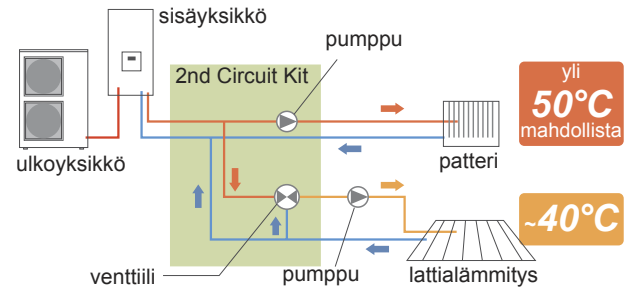 sisäyksikkö
pumppu
2nd Circuit Kit
yli
50°C
mahdollista
ulkoyksikkö
patteri
~40°C
venttiili
pumppu
lattialämmitys